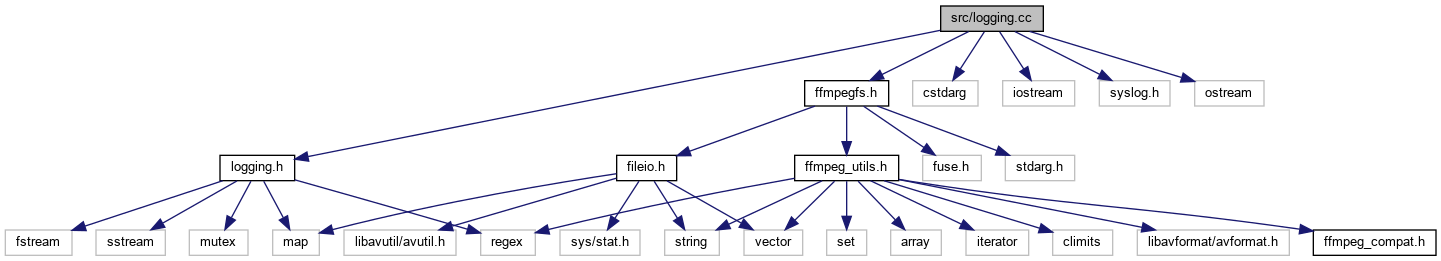 src/logging.cc
ffmpegfs.h
cstdarg
iostream
syslog.h
ostream
logging.h
fileio.h
ffmpeg_utils.h
fuse.h
stdarg.h
fstream
sstream
mutex
map
libavutil/avutil.h
regex
sys/stat.h
string
vector
set
array
iterator
climits
libavformat/avformat.h
ffmpeg_compat.h